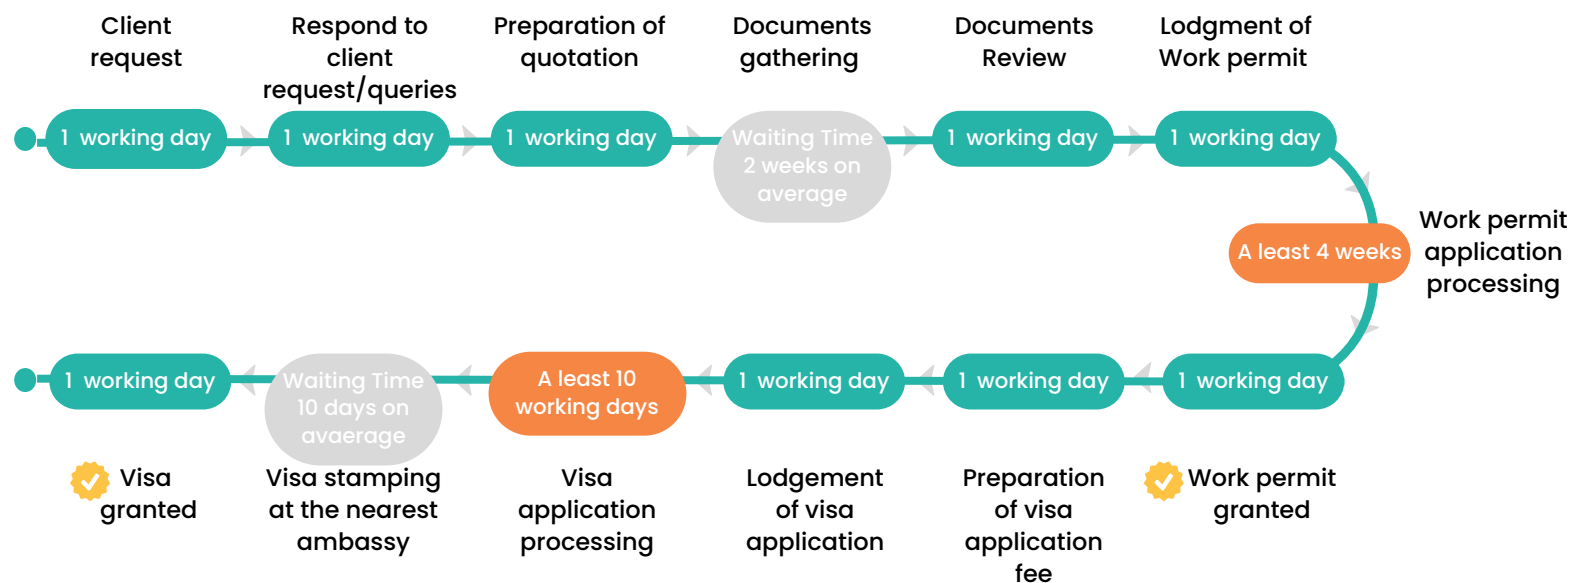 Client
request
Respond to
client
request/queries
Preparation of
quotation
Documents
gathering
Documents
Review
Lodgment of
Work permit
1 working day
1 working day
1 working day
Waiting Time
2 weeks on
average
1 working day
1 working day
A least 4 weeks
Work permit
application
processing
1 working day
Waiting Time
10 days on
avaerage
A least 10
working days
1 working day
1 working day
1 working day
Visa
granted
Visa stamping
at the nearest
ambassy
Visa
application
processing
Lodgement
of visa
application
Preparation
of visa
application
fee
Work permit
granted